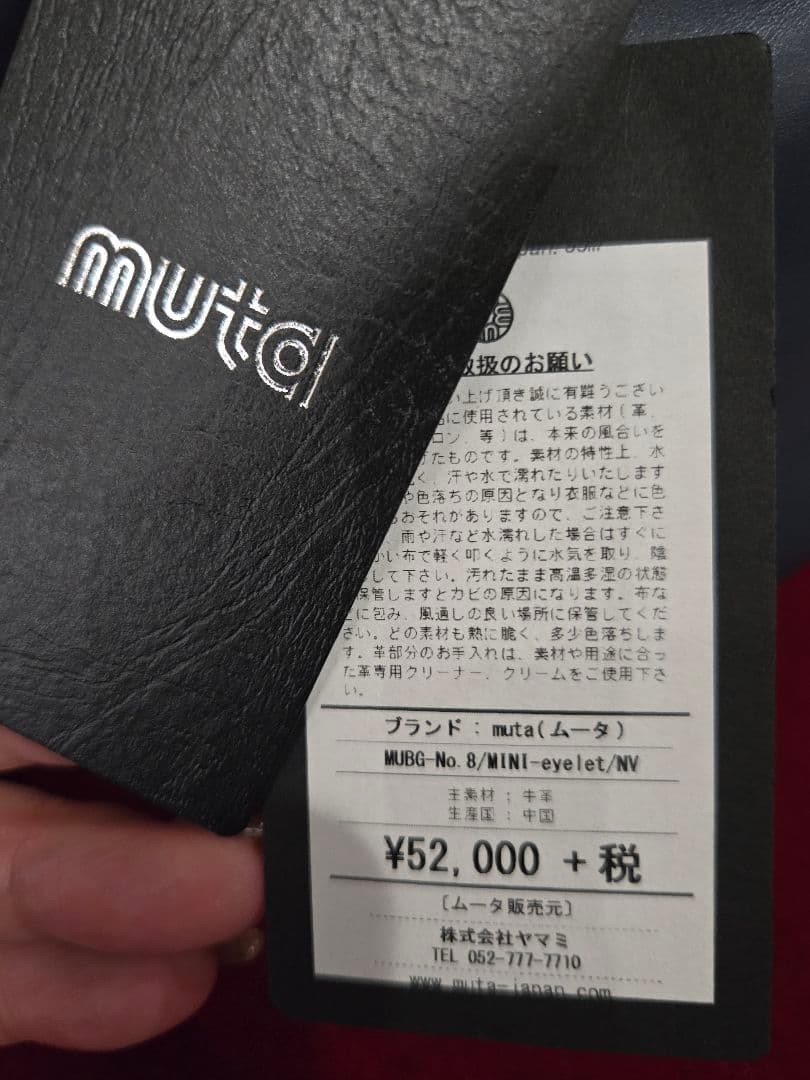 muta
取扱のお願い
い上げ頂き誠に有難うござい
に使用されている素材(革、
ロン、等)は、本来の風合いを
たものです。素材の特性上、水
く、汗や水で濡れたりいたします
や色落ちの原因となり衣服などに色
おそれがありますので、ご注意下さ
、雨や汗など水濡れした場合はすぐに
い布で軽く叩くように水気を取り、陰
して下さい。汚れたまま高温多湿の状態
保管しますとカビの原因になります。布な
に包み、風通しの良い場所に保管してくだ
さい。どの素材も熱に脆く、多少色落ちしま
す。革部分のお手入れは、素材や用途に合っ
た革専用クリーナー、クリームをご使用下さ
い。
ブランド:muta(ムータ)
MUBG-No.8/MINI-eyelet/NV
主素材:牛革
生産国:中国
¥52,000 +税
〔ムータ販売元〕
株式会社ヤマミ
TEL 052-777-7710
www.muta-japan.com